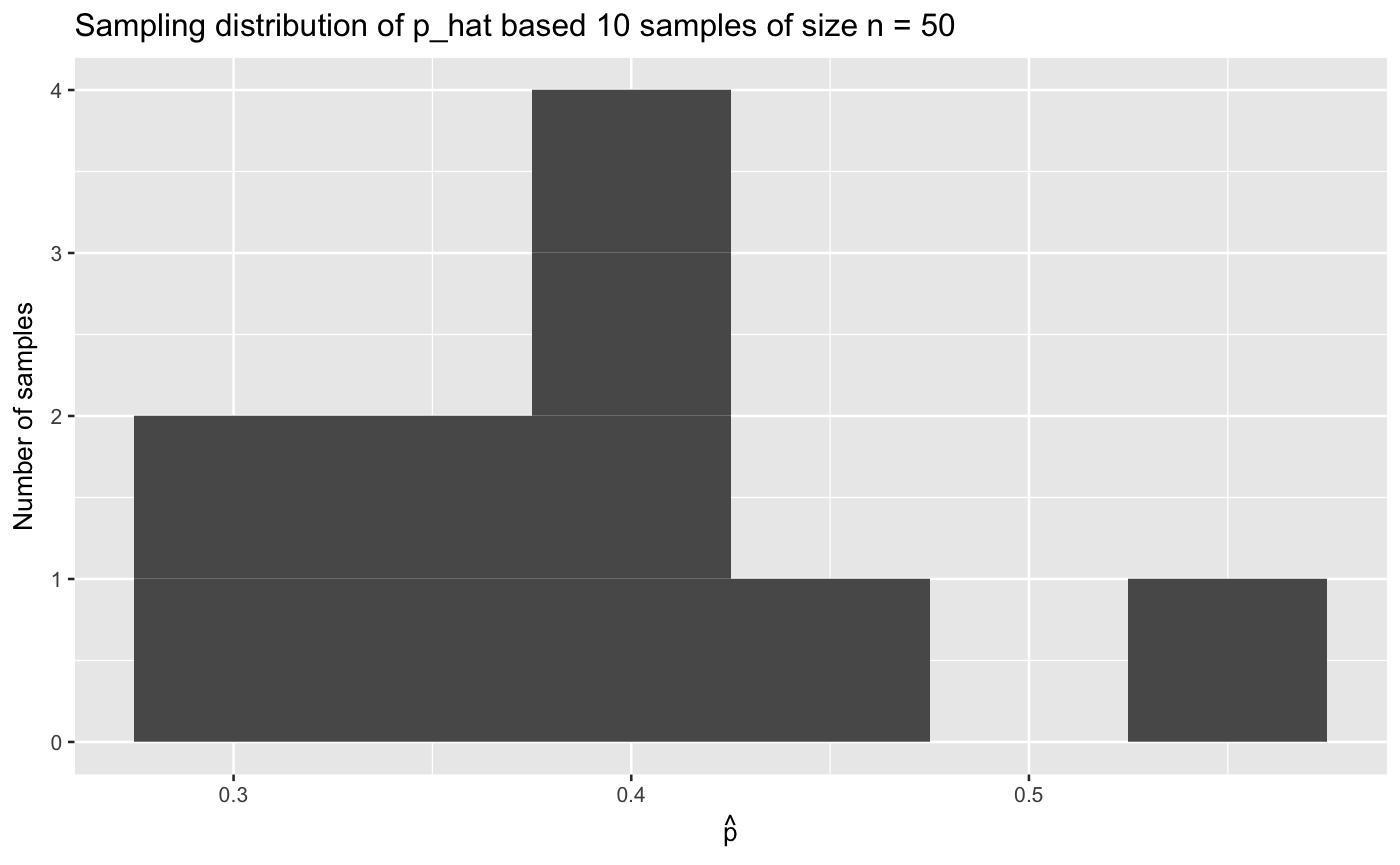 Sampling distribution of p_hat based 10 samples of size n = 50
Number of samples
4
3
2
1
0
0.3 0.4 0.5
p̂